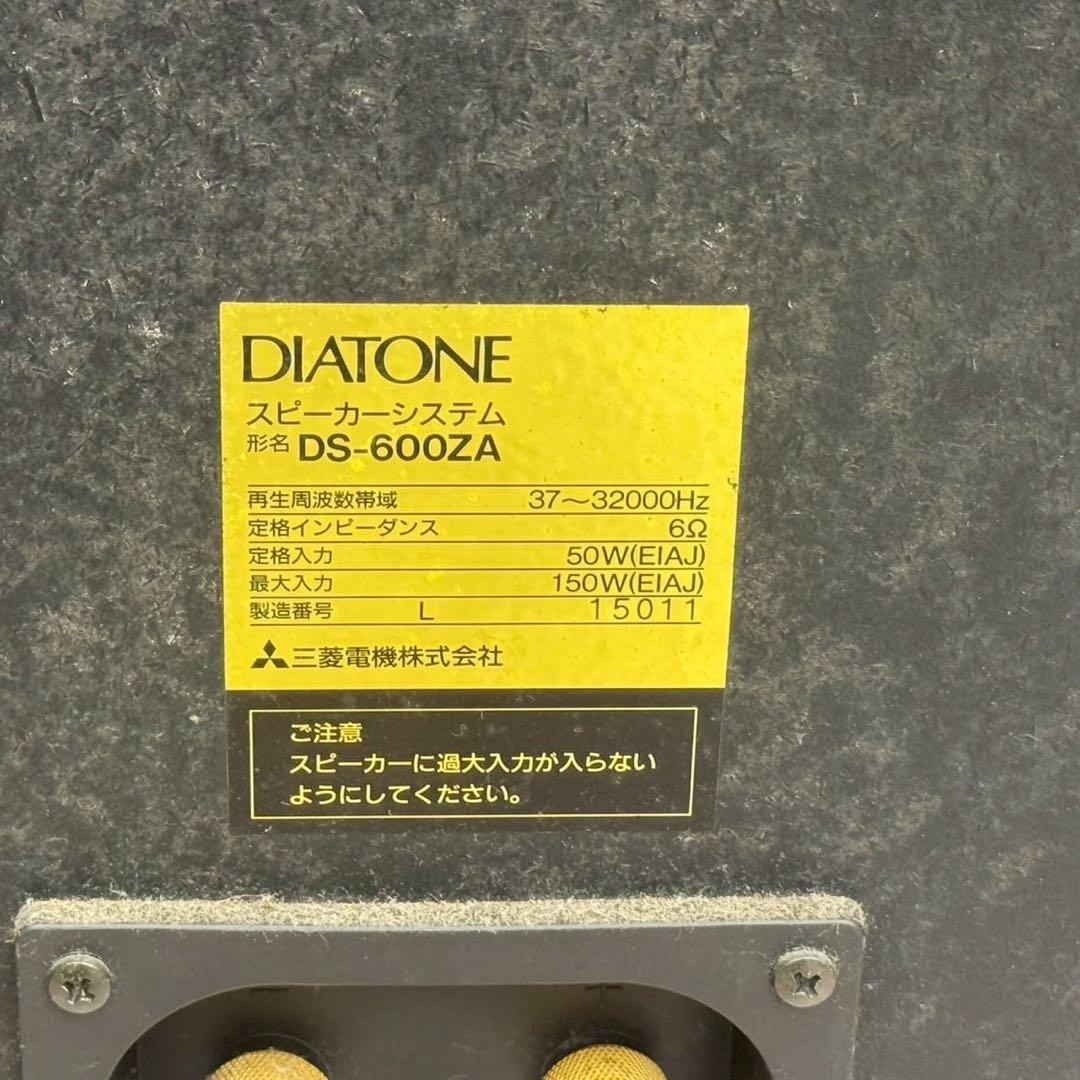 DIATONE
スピーカーシステム
形名 DS-600ZA
再生周波数帯域 37〜32000Hz
定格インピーダンス 6Ω
定格入力 50W(EIAJ)
最大入力 150W(EIAJ)
製造番号 L 15011
三菱電機株式会社
ご注意
スピーカーに過大入力が入らない
ようにしてください。
− +